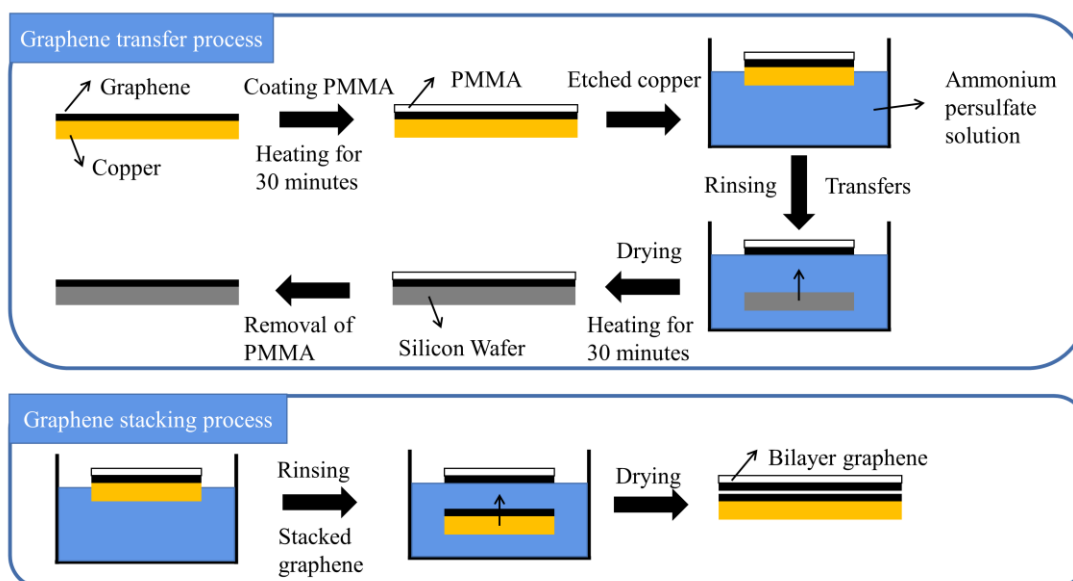 Graphene transfer process
Graphene
Copper
Coating PMMA
Heating for
30 minutes
PMMA
Etched copper
Ammonium
persulfate
solution
Rinsing
Transfers
Drying
Heating for
30 minutes
Silicon Wafer
Removal of
PMMA
Graphene stacking process
Rinsing
Stacked
graphene
Drying
Bilayer graphene